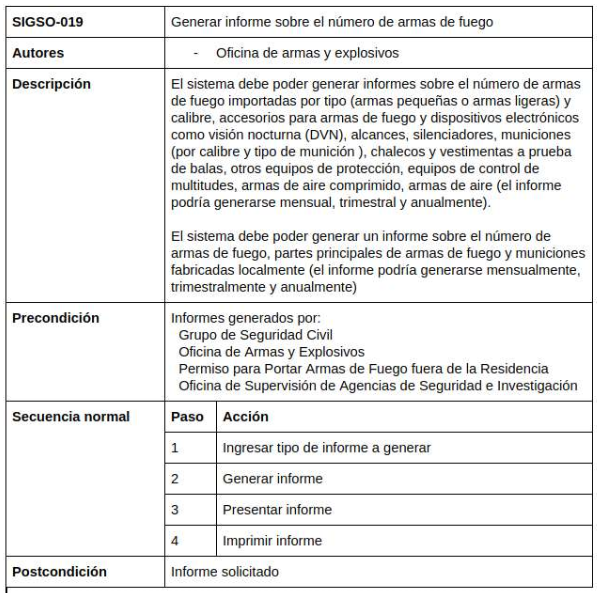 SIGSO-019 Generar informe sobre el número de armas de fuego
Autores - Oficina de armas y explosivos
Descripción El sistema debe poder generar informes sobre el número de armas
de fuego importadas por tipo (armas pequeñas o armas ligeras) y
calibre, accesorios para armas de fuego y dispositivos electrónicos
como visión nocturna (DVN), alcances, silenciadores, municiones
(por calibre y tipo de munición ), chalecos y vestimentas a prueba
de balas, otros equipos de protección, equipos de control de
multitudes, armas de aire comprimido, armas de aire (el informe
podría generarse mensual, trimestral y anualmente).
El sistema debe poder generar un informe sobre el número de
armas de fuego, partes principales de armas de fuego y municiones
fabricadas localmente (el informe podría generarse mensualmente,
trimestralmente y anualmente)
Precondición Informes generados por:
Grupo de Seguridad Civil
Oficina de Armas y Explosivos
Permiso para Portar Armas de Fuego fuera de la Residencia
Oficina de Supervisión de Agencias de Seguridad e Investigación
Secuencia normal Paso Acción
1 Ingresar tipo de informe a generar
2 Generar informe
3 Presentar informe
4 Imprimir informe
Postcondición Informe solicitado